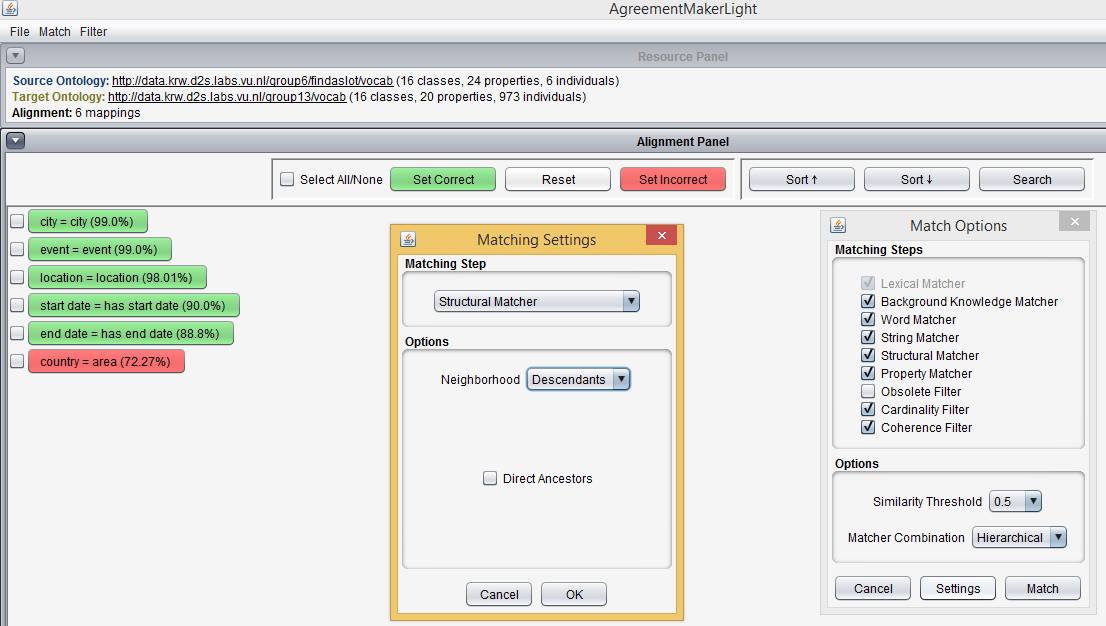 AgreementMakerLight
File Match Filter
Resource Panel
Source Ontology: http://data.krw.d2s.labs.vu.nl/group6/findaslot/vocab (16 classes, 24 properties, 6 individuals)
Target Ontology: http://data.krw.d2s.labs.vu.nl/group13/vocab (16 classes, 20 properties, 973 individuals)
Alignment: 6 mappings
Alignment Panel
Select All/None Set Correct Reset Set Incorrect Sort ↑ Sort ↓ Search
city = city (99.0%)
event = event (99.0%)
location = location (98.01%)
start date = has start date (90.0%)
end date = has end date (88.8%)
country = area (72.27%)
Matching Settings
Matching Step
Structural Matcher
Options
Neighborhood Descendants
Direct Ancestors
Cancel OK
Match Options
Matching Steps
Lexical Matcher
Background Knowledge Matcher
Word Matcher
String Matcher
Structural Matcher
Property Matcher
Obsolete Filter
Cardinality Filter
Coherence Filter
Options
Similarity Threshold 0.5
Matcher Combination Hierarchical
Cancel Settings Match